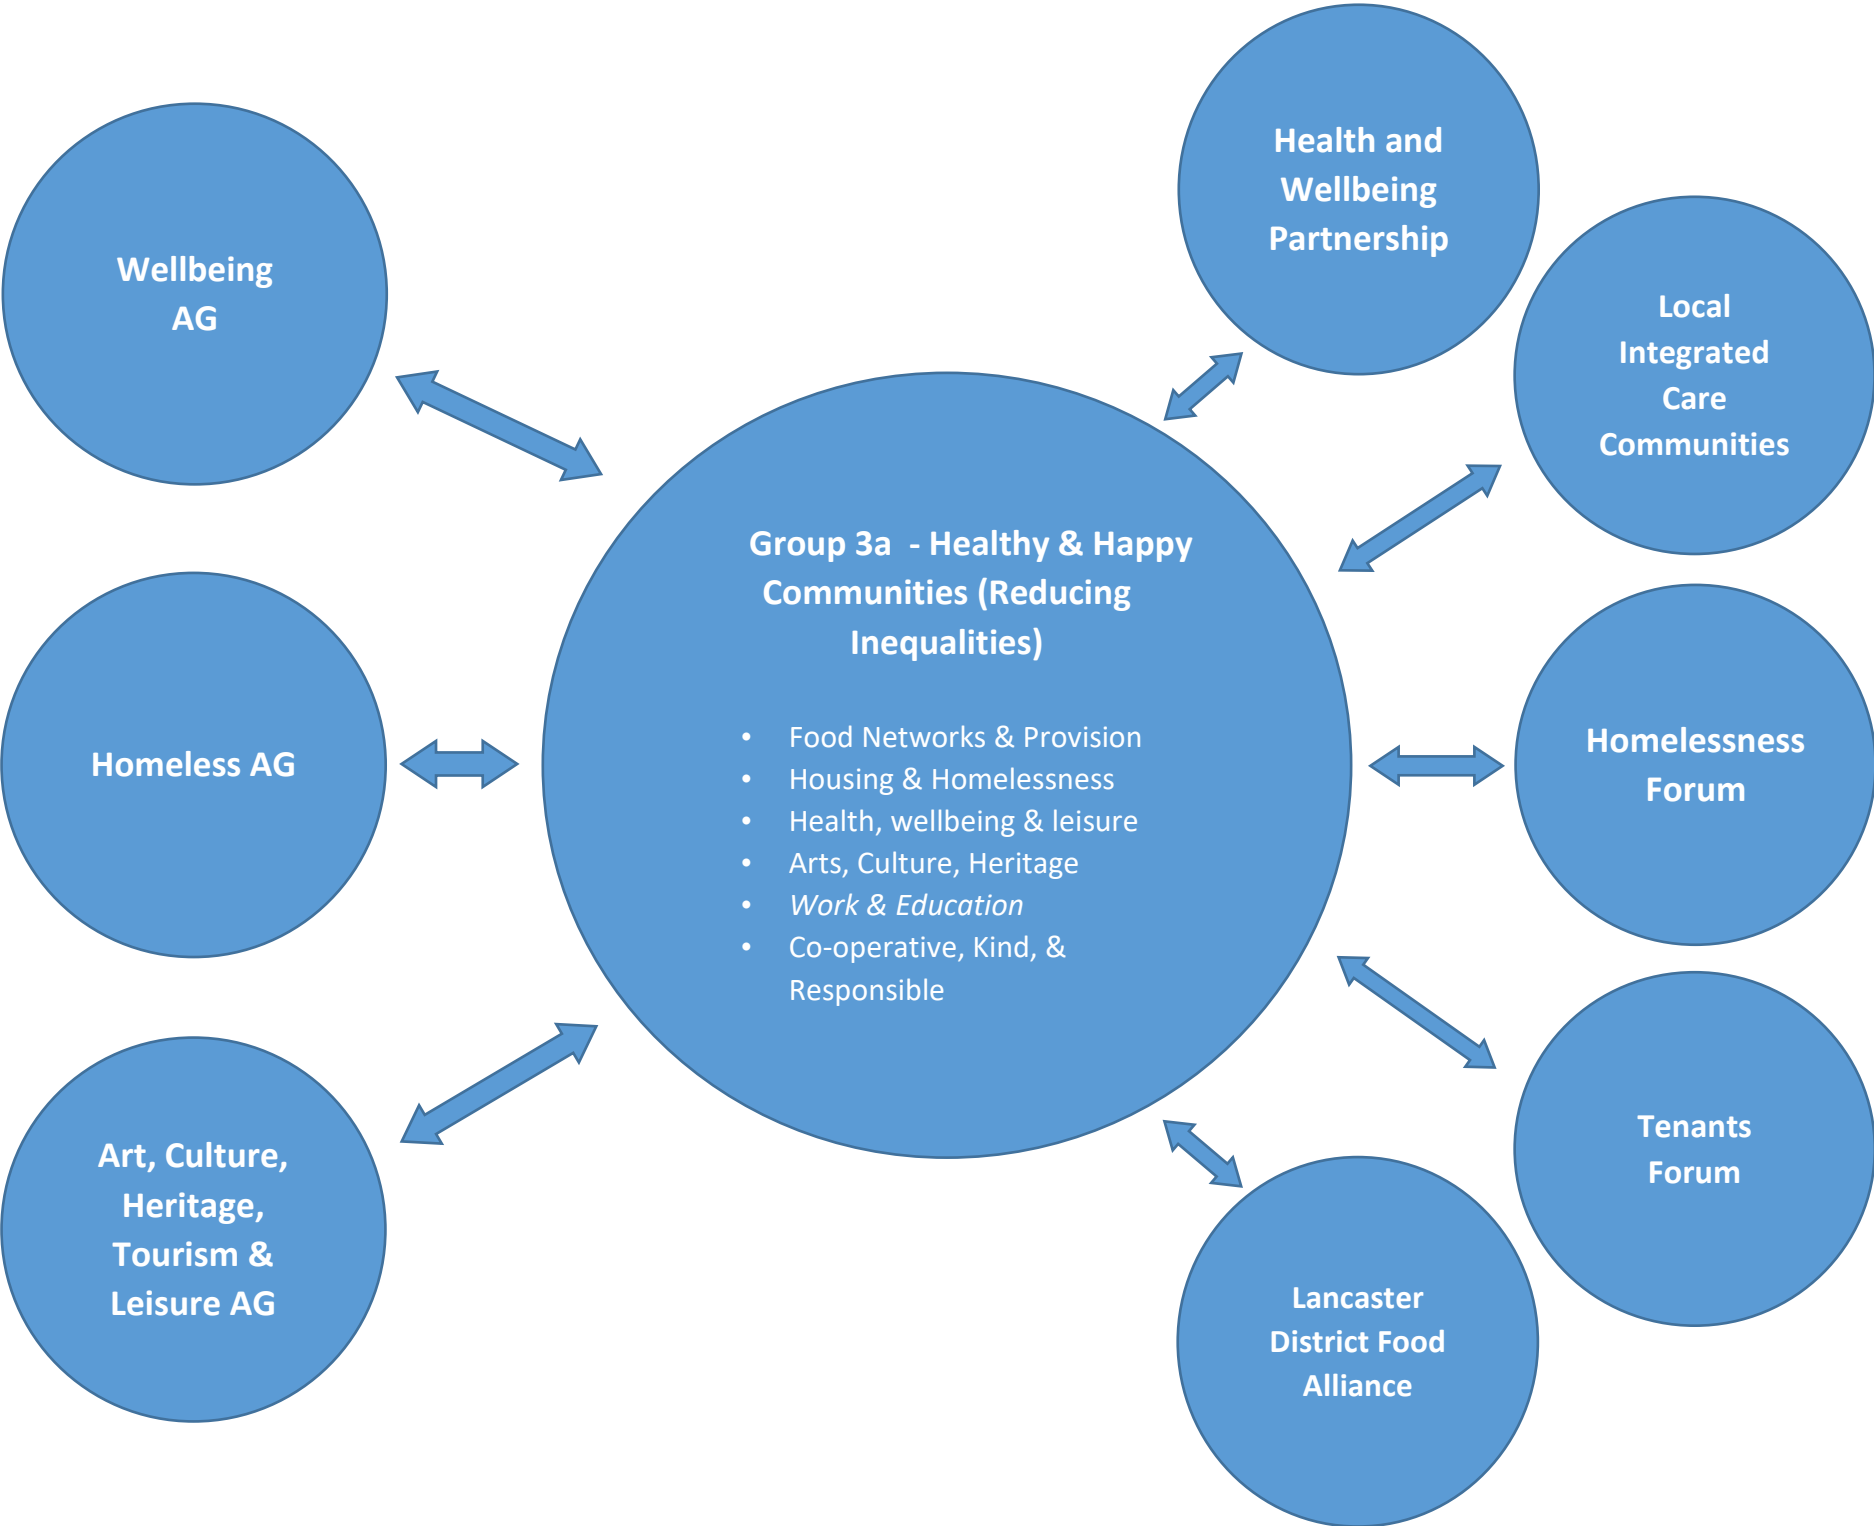 Wellbeing
AG
Homeless AG
Art, Culture,
Heritage,
Tourism &
Leisure AG
Group 3a  - Healthy & Happy
Communities (Reducing
Inequalities)
• Food Networks & Provision
• Housing & Homelessness
• Health, wellbeing & leisure
• Arts, Culture, Heritage
• Work & Education
• Co-operative, Kind, &
Responsible
Health and
Wellbeing
Partnership
Local
Integrated
Care
Communities
Homelessness
Forum
Tenants
Forum
Lancaster
District Food
Alliance